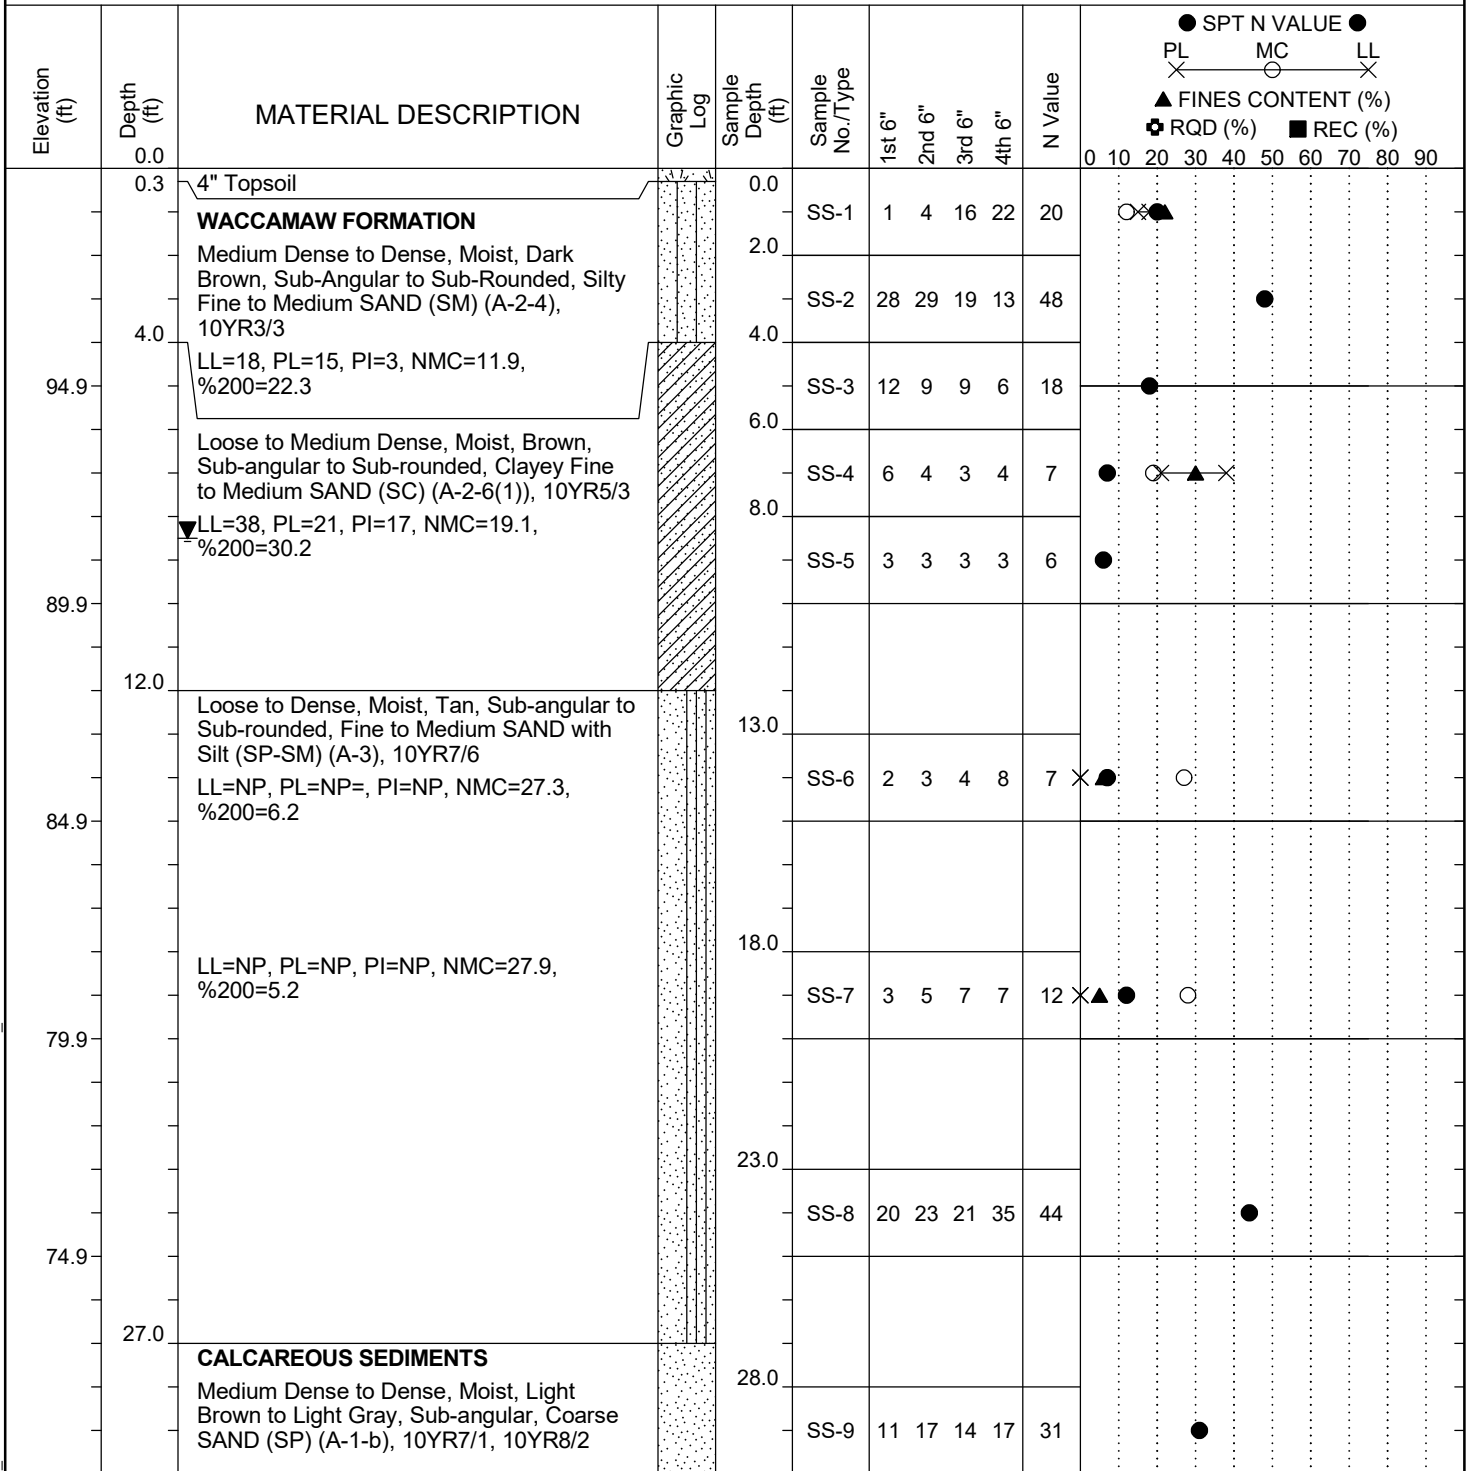 ● SPT N VALUE ●
PL MC LL
▲ FINES CONTENT (%)
RQD (%) ■ REC (%)
0 10 20 30 40 50 60 70 80 90
Elevation
(ft)
Depth
(ft)
0.0
MATERIAL DESCRIPTION
Graphic
Log
Sample
Depth
(ft)
Sample
No./Type
1st 6"
2nd 6"
3rd 6"
4th 6"
N Value
0.3 4" Topsoil 0.0
WACCAMAW FORMATION
SS-1 1 4 16 22 20
Medium Dense to Dense, Moist, Dark
2.0
Brown, Sub-Angular to Sub-Rounded, Silty
Fine to Medium SAND (SM) (A-2-4),
SS-2 28 29 19 13 48
10YR3/3
4.0 4.0
LL=18, PL=15, PI=3, NMC=11.9,
%200=22.3
94.9 SS-3 12 9 9 6 18
6.0
Loose to Medium Dense, Moist, Brown,
Sub-angular to Sub-rounded, Clayey Fine
SS-4 6 4 3 4 7
to Medium SAND (SC) (A-2-6(1)), 10YR5/3
8.0
LL=38, PL=21, PI=17, NMC=19.1,
%200=30.2
SS-5 3 3 3 3 6
89.9
12.0
Loose to Dense, Moist, Tan, Sub-angular to
Sub-rounded, Fine to Medium SAND with
13.0
Silt (SP-SM) (A-3), 10YR7/6
SS-6 2 3 4 8 7
LL=NP, PL=NP=, PI=NP, NMC=27.3,
%200=6.2
84.9
18.0
LL=NP, PL=NP, PI=NP, NMC=27.9,
%200=5.2
SS-7 3 5 7 7 12
79.9
23.0
SS-8 20 23 21 35 44
74.9
27.0
CALCAREOUS SEDIMENTS
28.0
Medium Dense to Dense, Moist, Light
Brown to Light Gray, Sub-angular, Coarse
SS-9 11 17 14 17 31
SAND (SP) (A-1-b), 10YR7/1, 10YR8/2